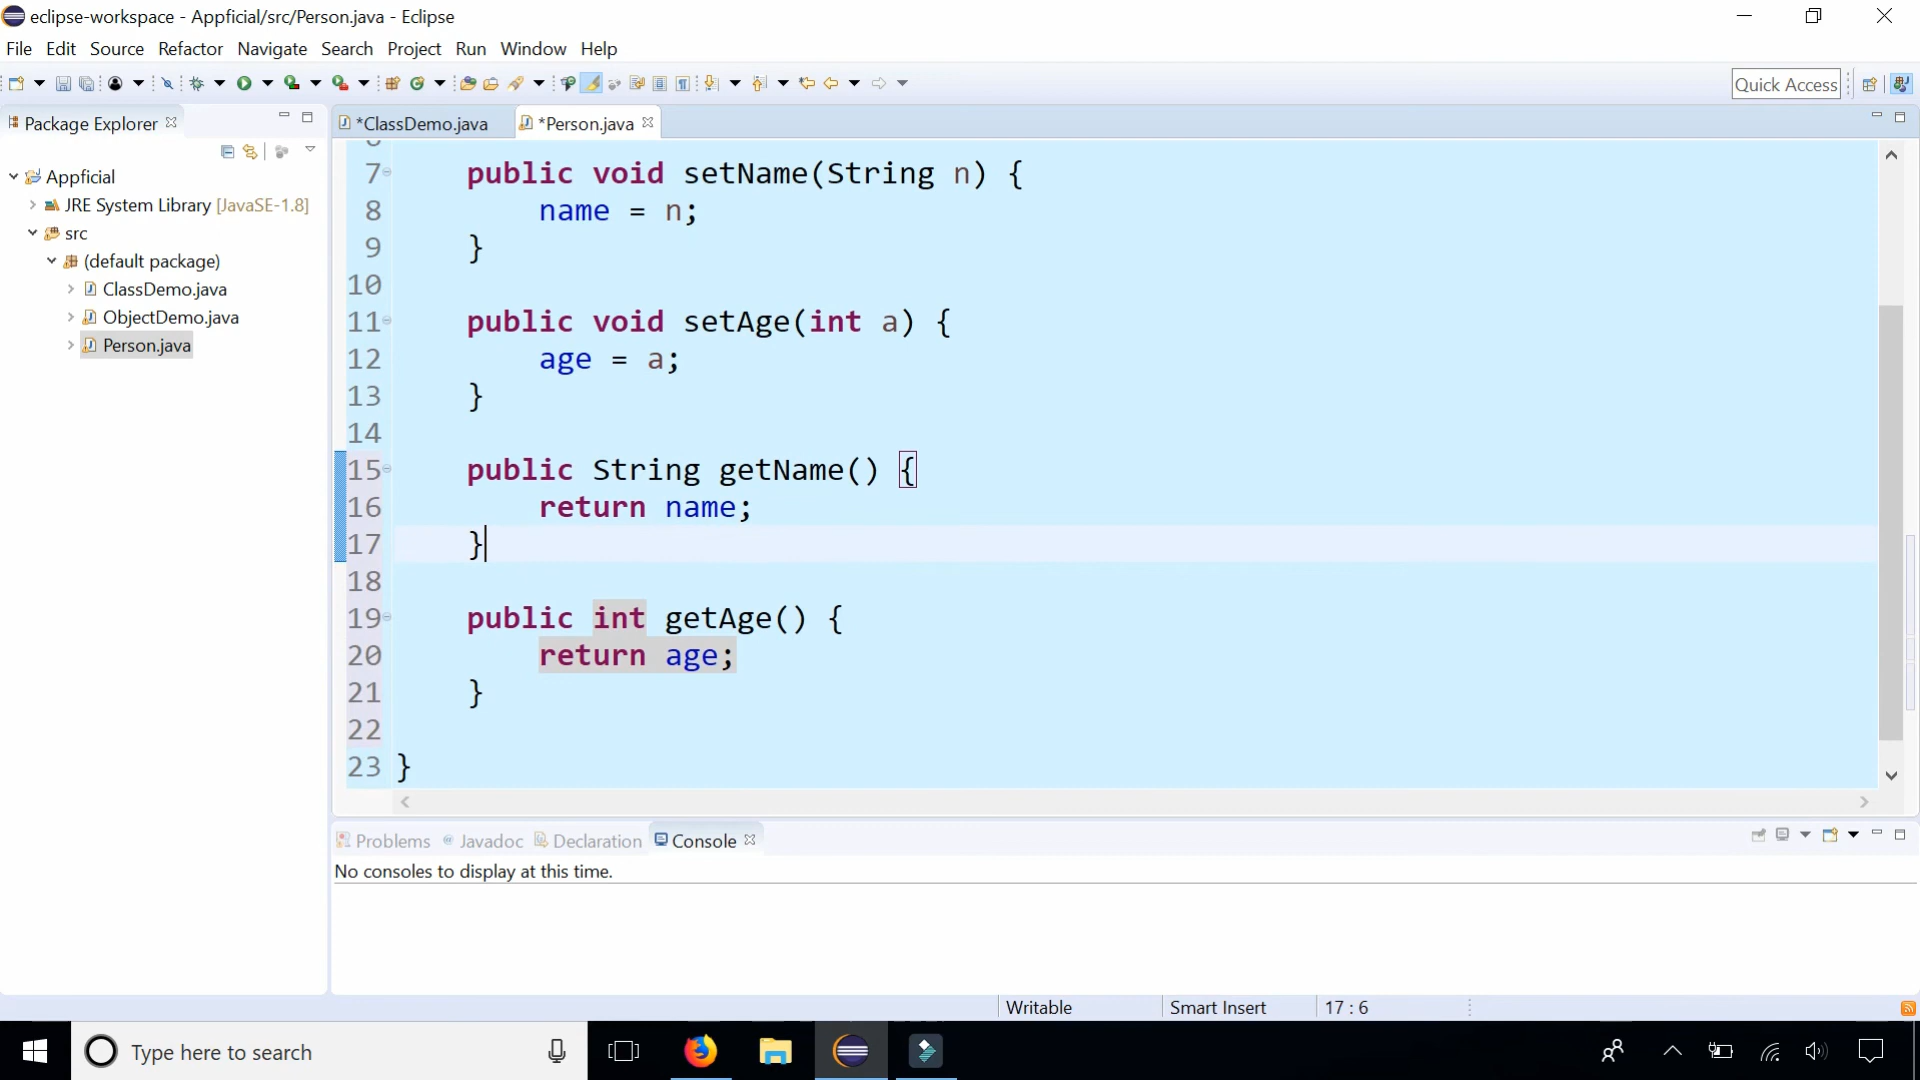 eclipse-workspace - Appficial/src/Person.java - Eclipse
File Edit Source Refactor Navigate Search Project Run Window Help
Quick Access
Package Explorer
*ClassDemo.java
*Person.java
Appficial
JRE System Library [JavaSE-1.8]
src
(default package)
ClassDemo.java
ObjectDemo.java
Person.java
7 public void setName(String n) {
8 name = n;
9 }
10
11 public void setAge(int a) {
12 age = a;
13 }
14
15 public String getName() {
16 return name;
17 }
18
19 public int getAge() {
20 return age;
21 }
22
23 }
Problems @ Javadoc Declaration Console
No consoles to display at this time.
Writable Smart Insert 17 : 6
Type here to search